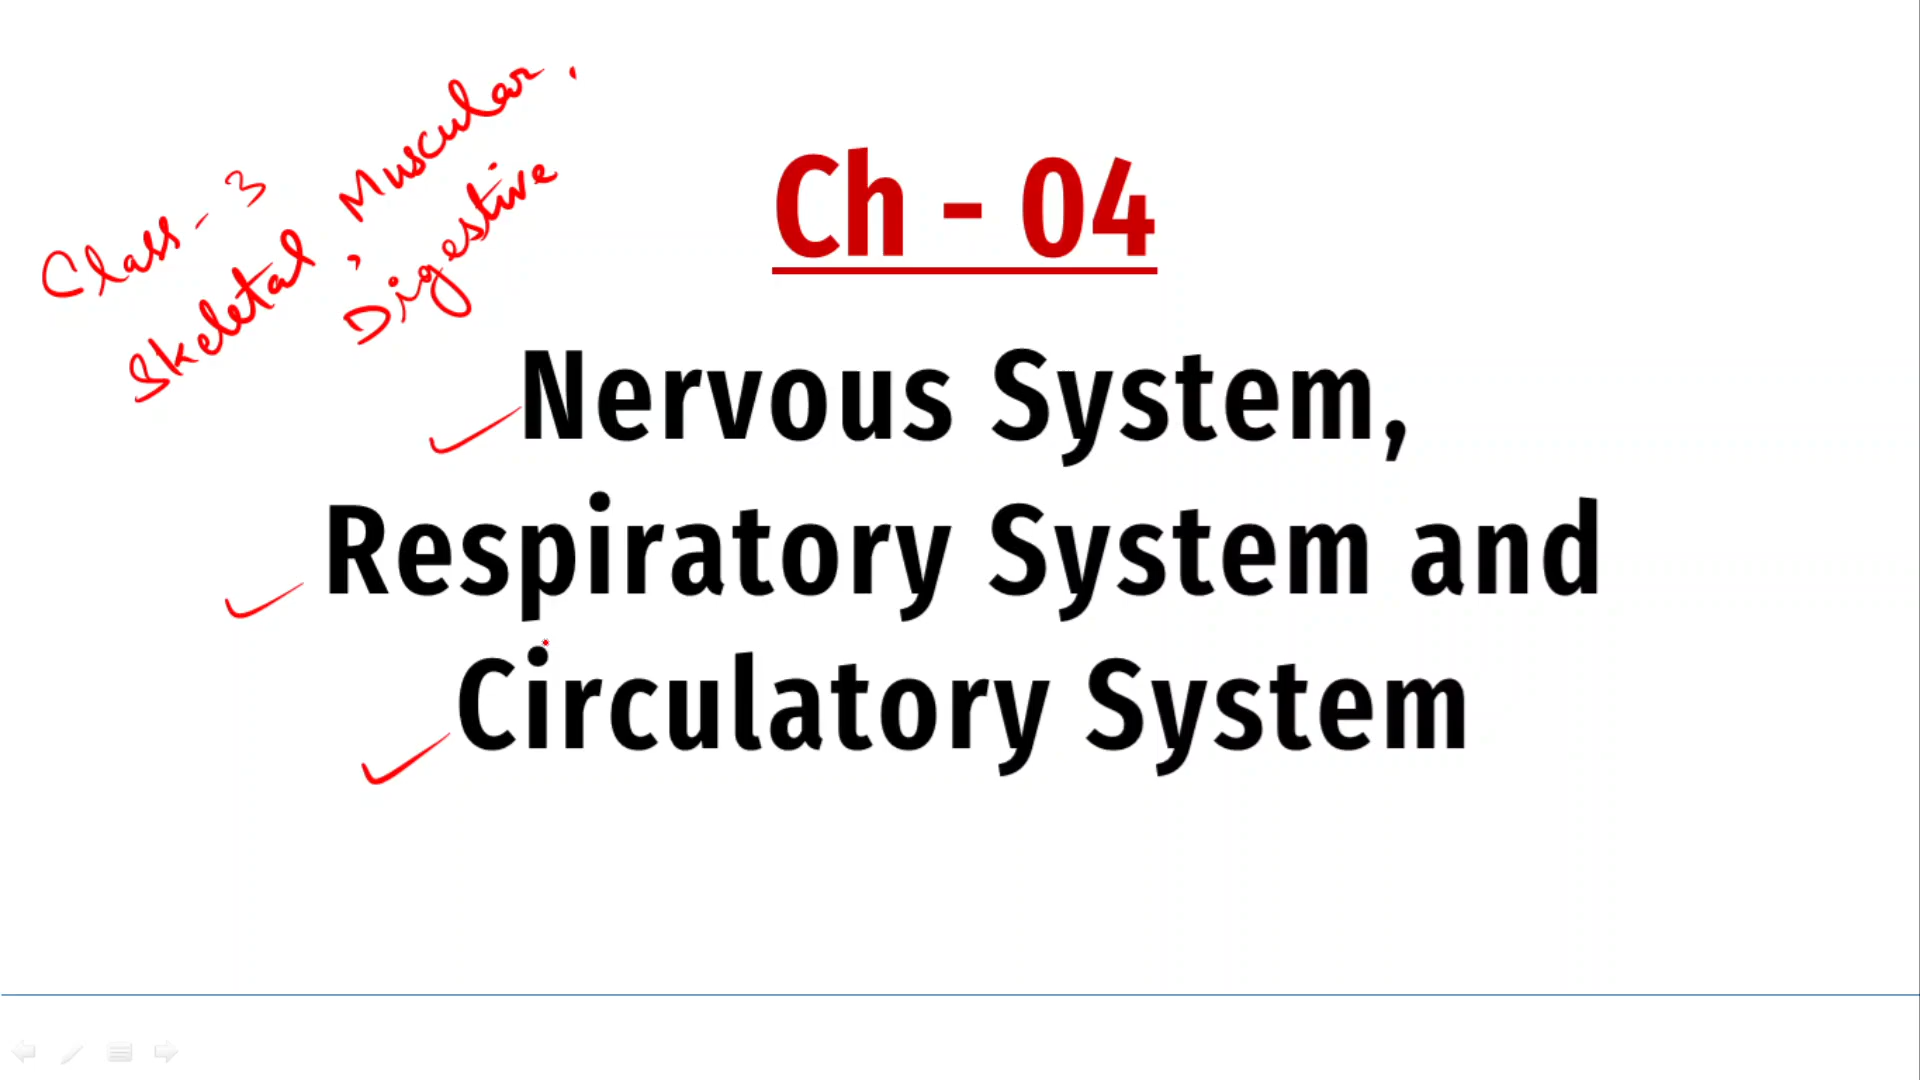 Class - 3
Skeletal, Muscular,
Digestive
Ch - 04
Nervous System,
Respiratory System and
Circulatory System